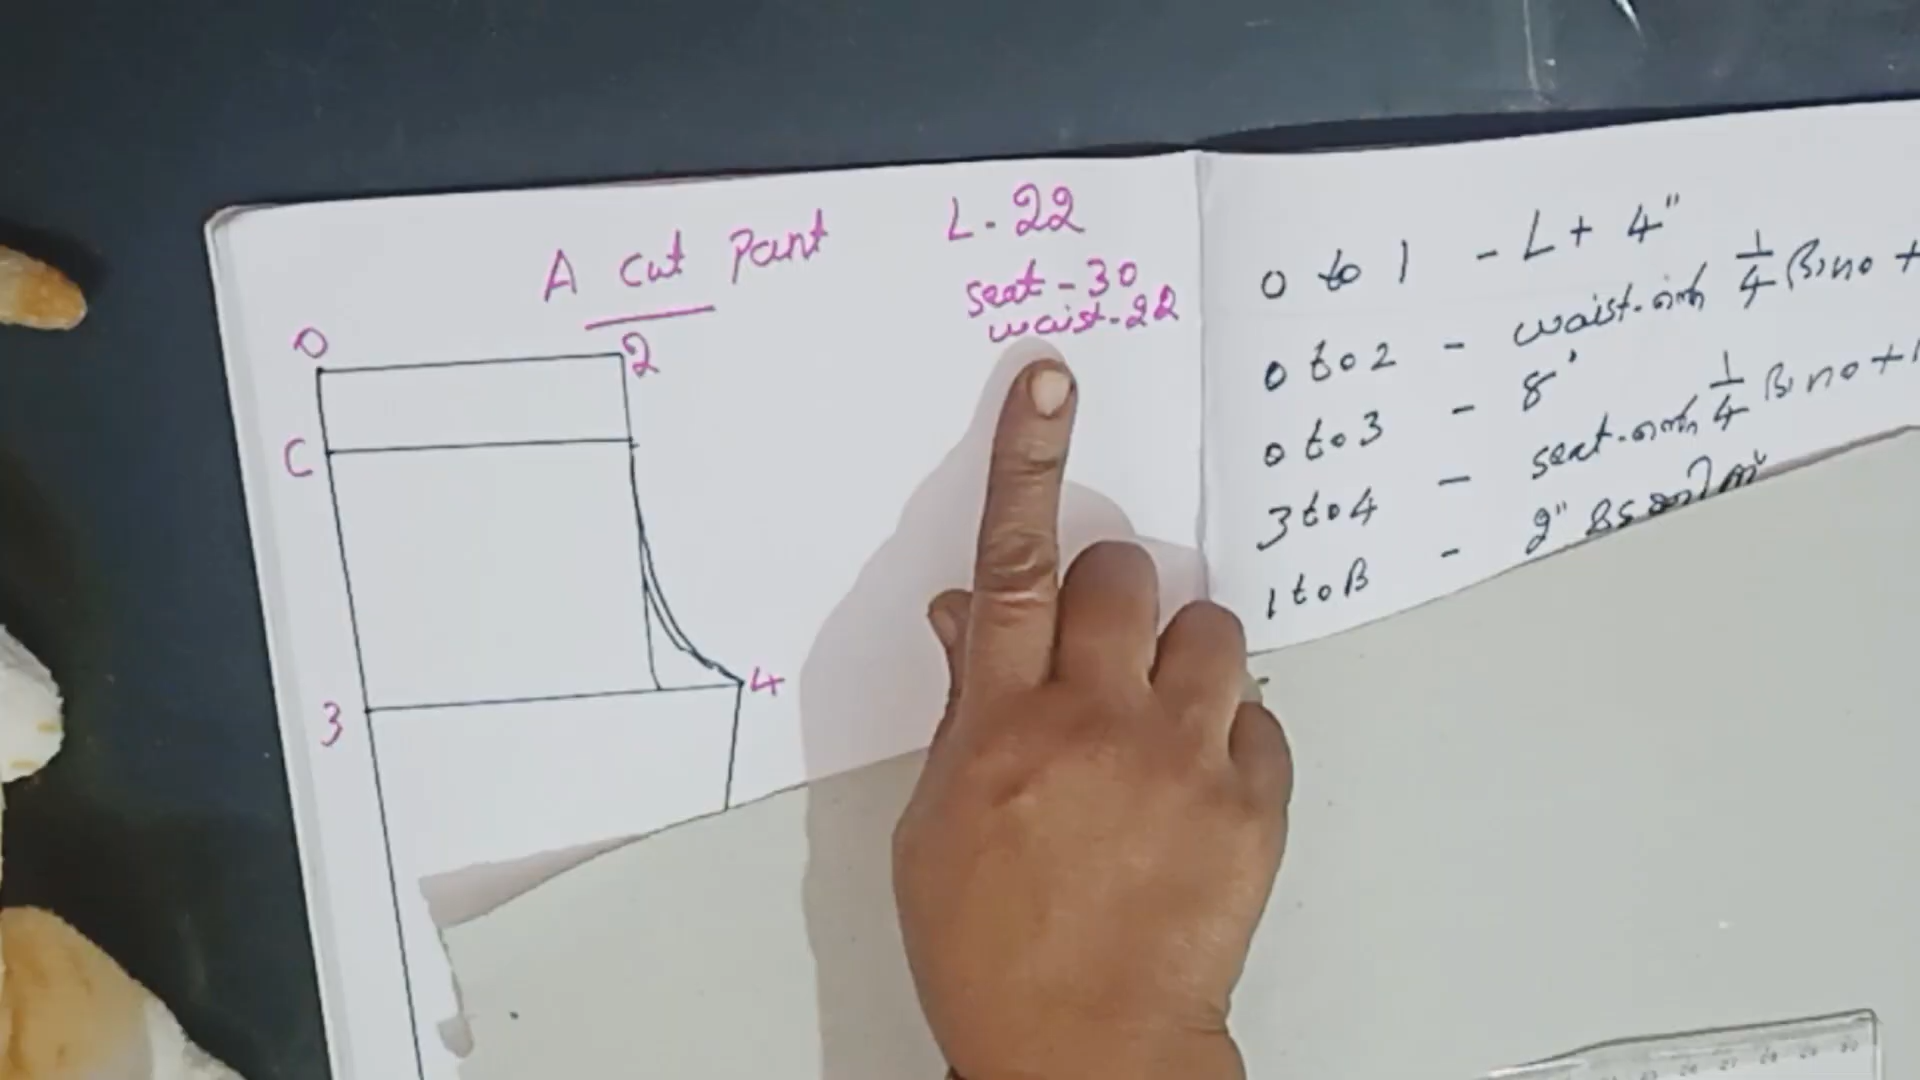 A cut Pant
L - 22
seat - 30
waist - 22
0
2
C
3
4
0 to 1 - L + 4"
0 to 2 - waist-ന്റെ 1/4 ഭാഗം +
0 to 3 - 8"
3 to 4 - seat-ന്റെ 1/4 ഭാഗം + 1
1 to B - 2"